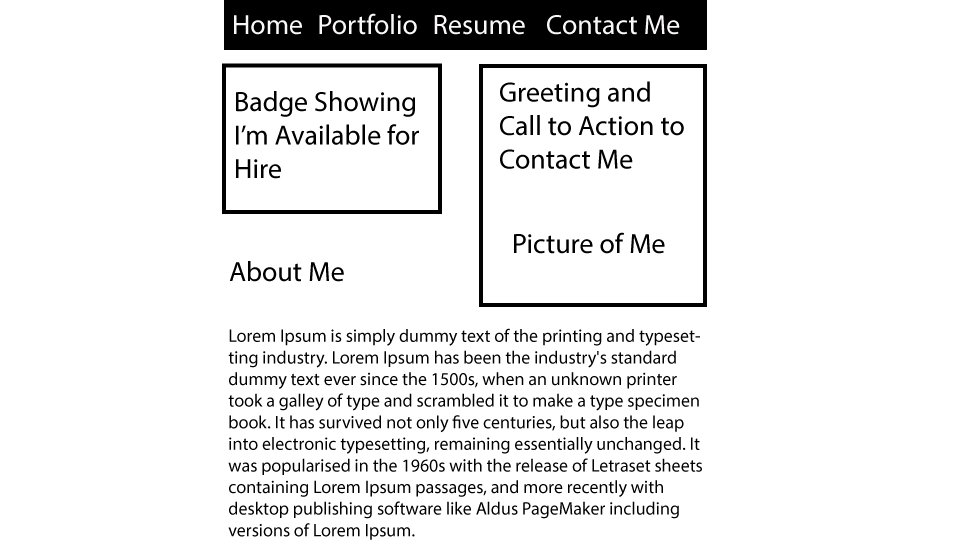 Home Portfolio Resume Contact Me
Badge Showing
I’m Available for
Hire
Greeting and
Call to Action to
Contact Me
Picture of Me
About Me
Lorem Ipsum is simply dummy text of the printing and typeset-
ting industry. Lorem Ipsum has been the industry's standard
dummy text ever since the 1500s, when an unknown printer
took a galley of type and scrambled it to make a type specimen
book. It has survived not only five centuries, but also the leap
into electronic typesetting, remaining essentially unchanged. It
was popularised in the 1960s with the release of Letraset sheets
containing Lorem Ipsum passages, and more recently with
desktop publishing software like Aldus PageMaker including
versions of Lorem Ipsum.